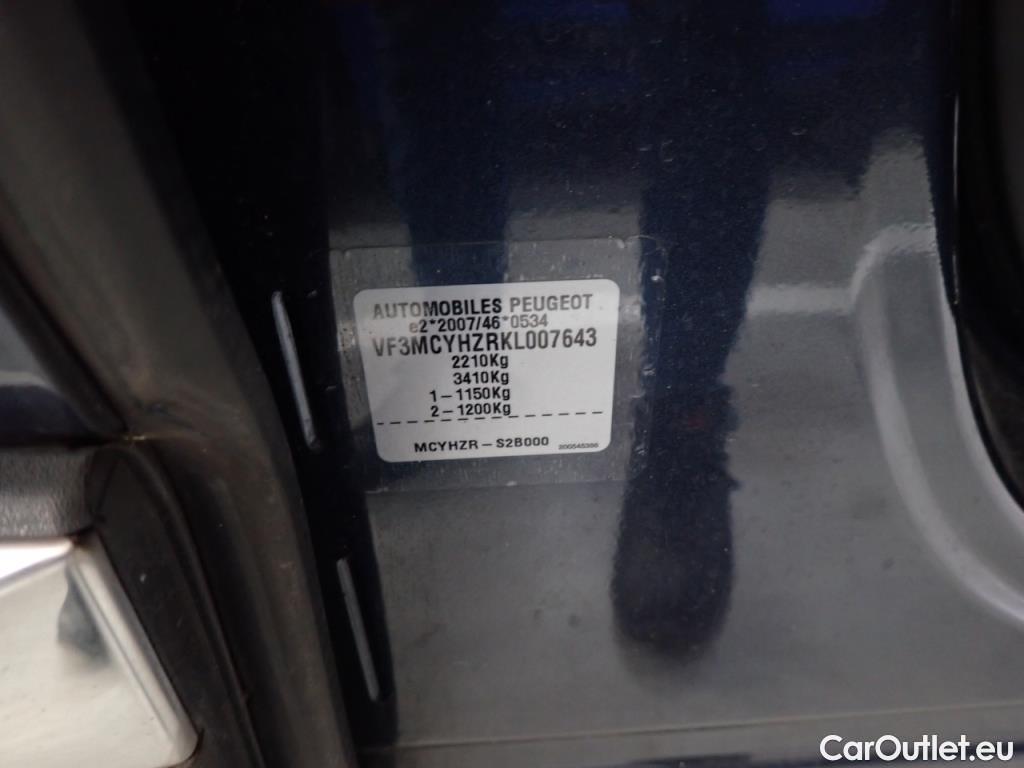 AUTOMOBILES PEUGEOT
e2*2007/46*0534
VF3MCYHZRKL007643
2210Kg
3410Kg
1-1150Kg
2-1200Kg
MCYHZR-S2B000
CarOutlet.eu